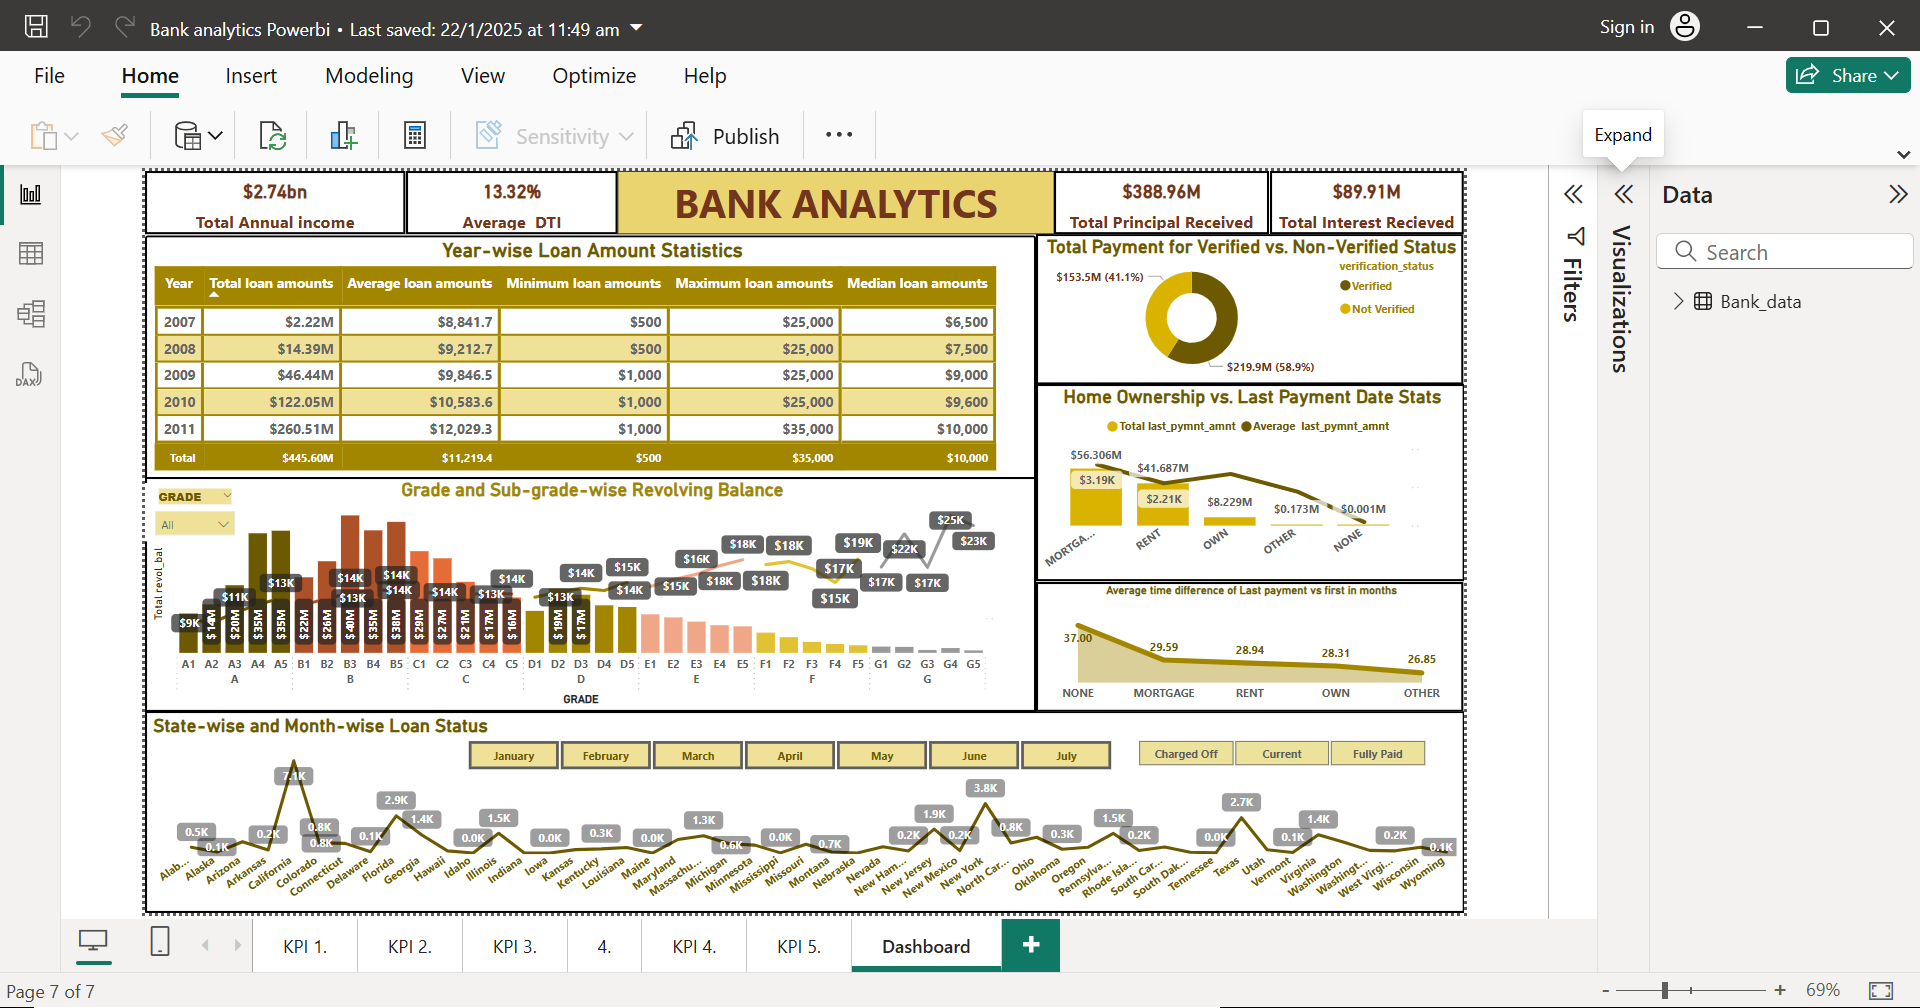 Bank analytics Powerbi • Last saved: 22/1/2025 at 11:49 am
Sign in
File
Home
Insert
Modeling
View
Optimize
Help
Share
Sensitivity
Publish
Expand
$2.74bn
Total Annual income
13.32%
Average DTI
BANK ANALYTICS
$388.96M
Total Principal Received
$89.91M
Total Interest Recieved
Year-wise Loan Amount Statistics
Year Total loan amounts Average loan amounts Minimum loan amounts Maximum loan amounts Median loan amounts
2007 $2.22M $8,841.7 $500 $25,000 $6,500
2008 $14.39M $9,212.7 $500 $25,000 $7,500
2009 $46.44M $9,846.5 $1,000 $25,000 $9,000
2010 $122.05M $10,583.6 $1,000 $25,000 $9,600
2011 $260.51M $12,029.3 $1,000 $35,000 $10,000
Total $445.60M $11,219.4 $500 $35,000 $10,000
Total Payment for Verified vs. Non-Verified Status
verification_status
Verified
Not Verified
$153.5M (41.1%)
$219.9M (58.9%)
Home Ownership vs. Last Payment Date Stats
Total last_pymnt_amnt Average last_pymnt_amnt
$56.306M
$41.687M
$3.19K
$2.21K
$8.229M
$0.173M
$0.001M
MORTGA...
RENT
OWN
OTHER
NONE
GRADE
All
Grade and Sub-grade-wise Revolving Balance
Total revol_bal
$9K
$11K
$13K
$14K
$13K
$14K
$14K
$14K
$13K
$14K
$13K
$14K
$15K
$14K
$15K
$16K
$18K
$18K
$18K
$18K
$15K
$17K
$19K
$17K
$22K
$17K
$25K
$23K
$14M $20M $35M $35M $22M $26M $40M $35M $38M $29M $27M $21M $17M $16M $19M $17M
A1 A2 A3 A4 A5 B1 B2 B3 B4 B5 C1 C2 C3 C4 C5 D1 D2 D3 D4 D5 E1 E2 E3 E4 E5 F1 F2 F3 F4 F5 G1 G2 G3 G4 G5
A B C D E F G
GRADE
Average time difference of Last payment vs first in months
37.00
29.59
28.94
28.31
26.85
NONE MORTGAGE RENT OWN OTHER
State-wise and Month-wise Loan Status
January February March April May June July
Charged Off Current Fully Paid
0.5K
0.1K
0.2K
7.1K
0.8K
0.8K
0.1K
2.9K
1.4K
0.0K
1.5K
0.0K
0.3K
0.0K
1.3K
0.6K
0.0K
0.7K
0.2K
1.9K
0.2K
3.8K
0.8K
0.3K
1.5K
0.2K
0.0K
2.7K
0.1K
1.4K
0.2K
0.1K
Alab... Alaska Arizona Arkansas California Colorado Connecticut Delaware Florida Georgia Hawaii Idaho Illinois Indiana Iowa Kansas Kentucky Louisiana Maine Maryland Massachu... Michigan Minnesota Mississippi Missouri Montana Nebraska Nevada New Ham... New Jersey New Mexico New York North Car... Ohio Oklahoma Oregon Pennsylva... Rhode Isla... South Car... South Dak... Tennessee Texas Utah Vermont Virginia Washington Washingt... West Virgi... Wisconsin Wyoming
Filters
Visualizations
Data
Search
Bank_data
DAX
KPI 1.
KPI 2.
KPI 3.
4.
KPI 4.
KPI 5.
Dashboard
Page 7 of 7
69%